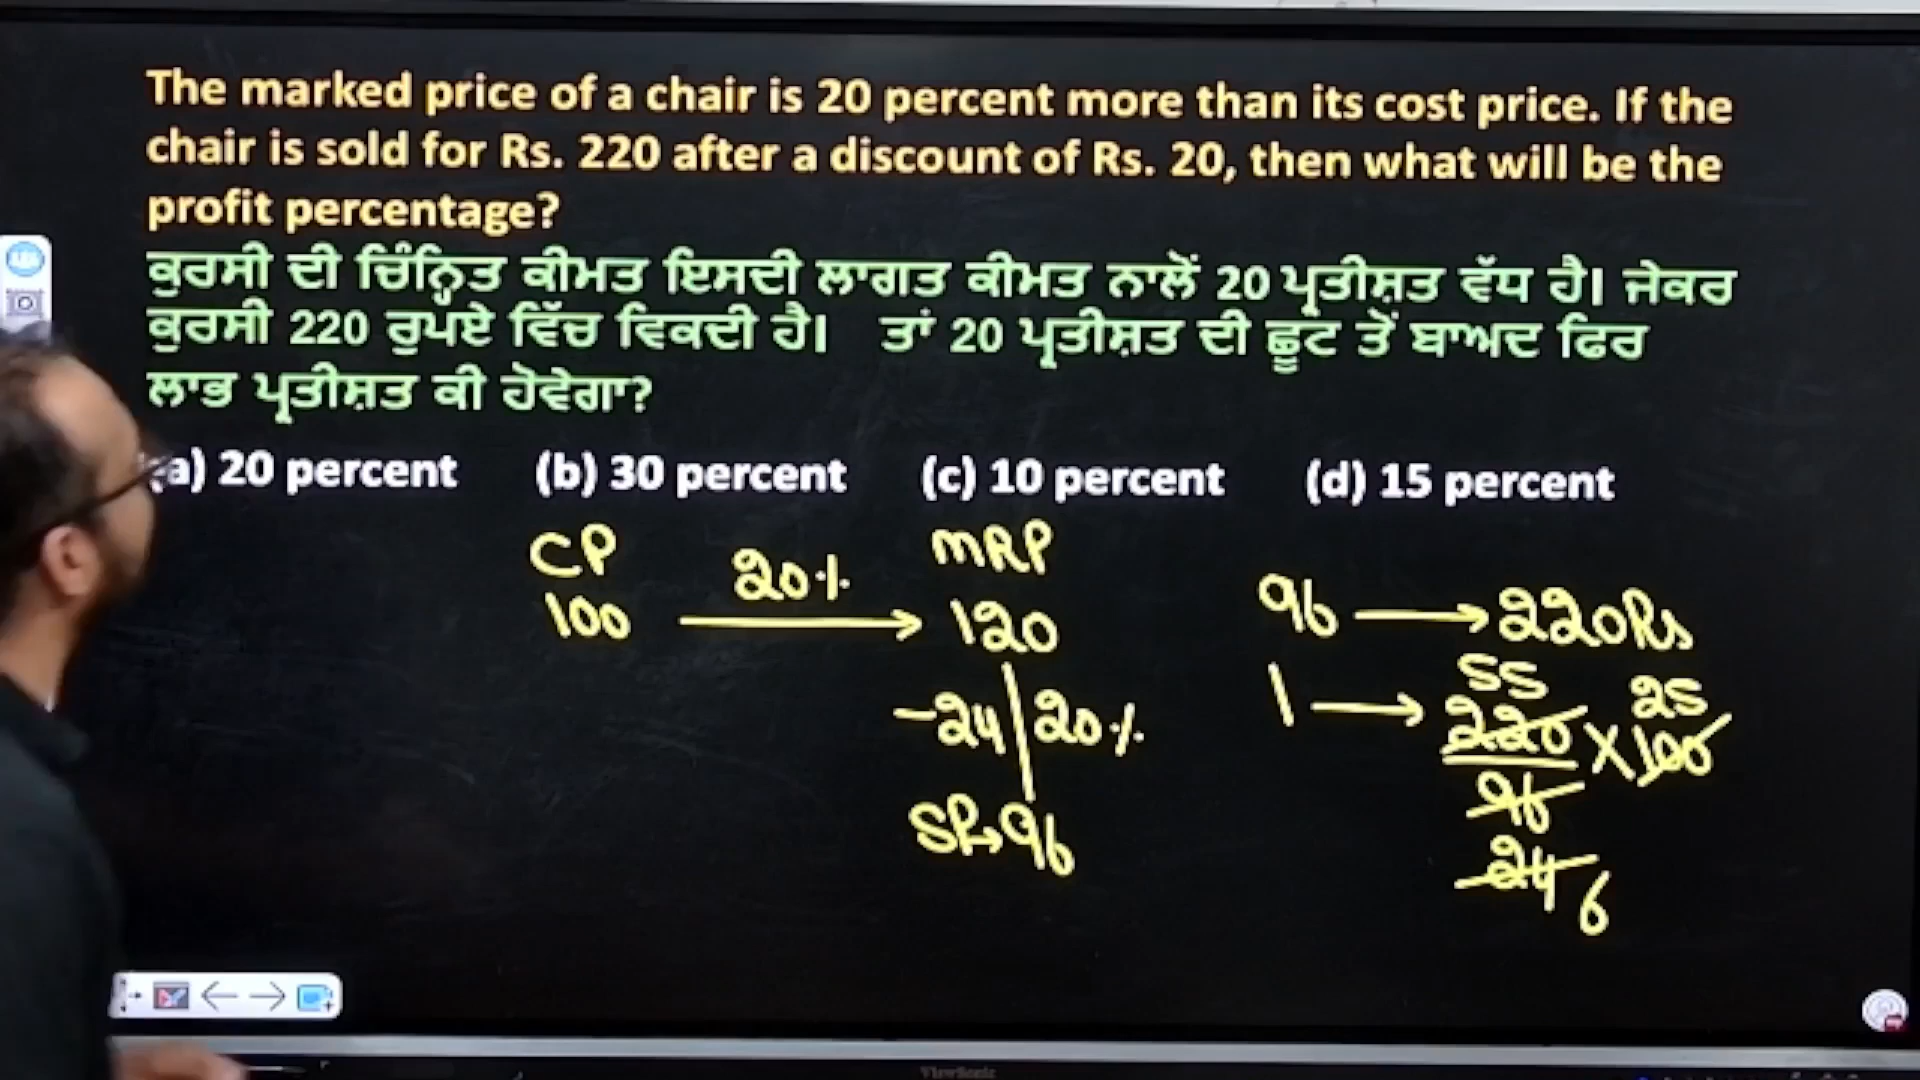 The marked price of a chair is 20 percent more than its cost price. If the
chair is sold for Rs. 220 after a discount of Rs. 20, then what will be the
profit percentage?
ਕੁਰਸੀ ਦੀ ਚਿੰਨ੍ਹਿਤ ਕੀਮਤ ਇਸਦੀ ਲਾਗਤ ਕੀਮਤ ਨਾਲੋਂ 20 ਪ੍ਰਤੀਸ਼ਤ ਵੱਧ ਹੈ। ਜੇਕਰ
ਕੁਰਸੀ 220 ਰੁਪਏ ਵਿੱਚ ਵਿਕਦੀ ਹੈ। ਤਾਂ 20 ਪ੍ਰਤੀਸ਼ਤ ਦੀ ਛੂਟ ਤੋਂ ਬਾਅਦ ਫਿਰ
ਲਾਭ ਪ੍ਰਤੀਸ਼ਤ ਕੀ ਹੋਵੇਗਾ?
(a) 20 percent (b) 30 percent (c) 10 percent (d) 15 percent
CP 20% MRP
100 → 120
96 → 220Rs
-24 | 20%
SP→96
55 25
1 → 220 × 100
96
24 6
ViewSonic